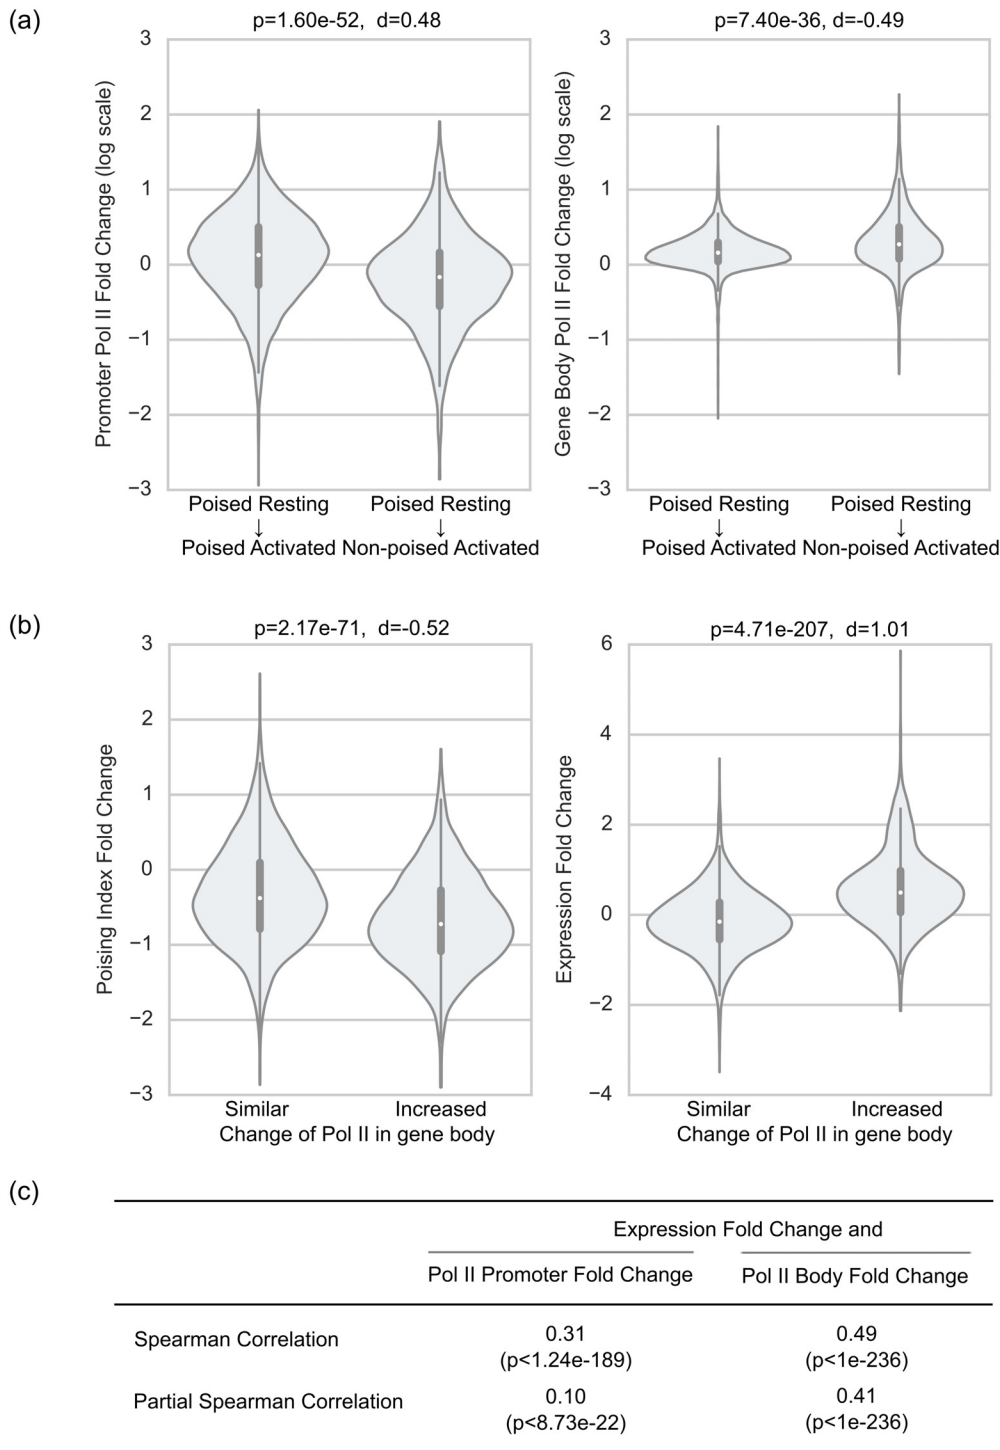 (a)
p=1.60e-52, d=0.48
3
2
1
0
−1
−2
−3
Promoter Pol II Fold Change (log scale)
Poised Resting
↓
Poised Activated
Poised Resting
↓
Non-poised Activated
p=7.40e-36, d=-0.49
3
2
1
0
−1
−2
−3
Gene Body Pol II Fold Change (log scale)
Poised Resting
↓
Poised Activated
Poised Resting
↓
Non-poised Activated
(b)
p=2.17e-71, d=-0.52
3
2
1
0
−1
−2
−3
Poising Index Fold Change
Similar Increased
Change of Pol II in gene body
p=4.71e-207, d=1.01
6
4
2
0
−2
−4
Expression Fold Change
Similar Increased
Change of Pol II in gene body
(c)
Expression Fold Change and
Pol II Promoter Fold Change Pol II Body Fold Change
Spearman Correlation 0.31 0.49
(p<1.24e-189) (p<1e-236)
Partial Spearman Correlation 0.10 0.41
(p<8.73e-22) (p<1e-236)